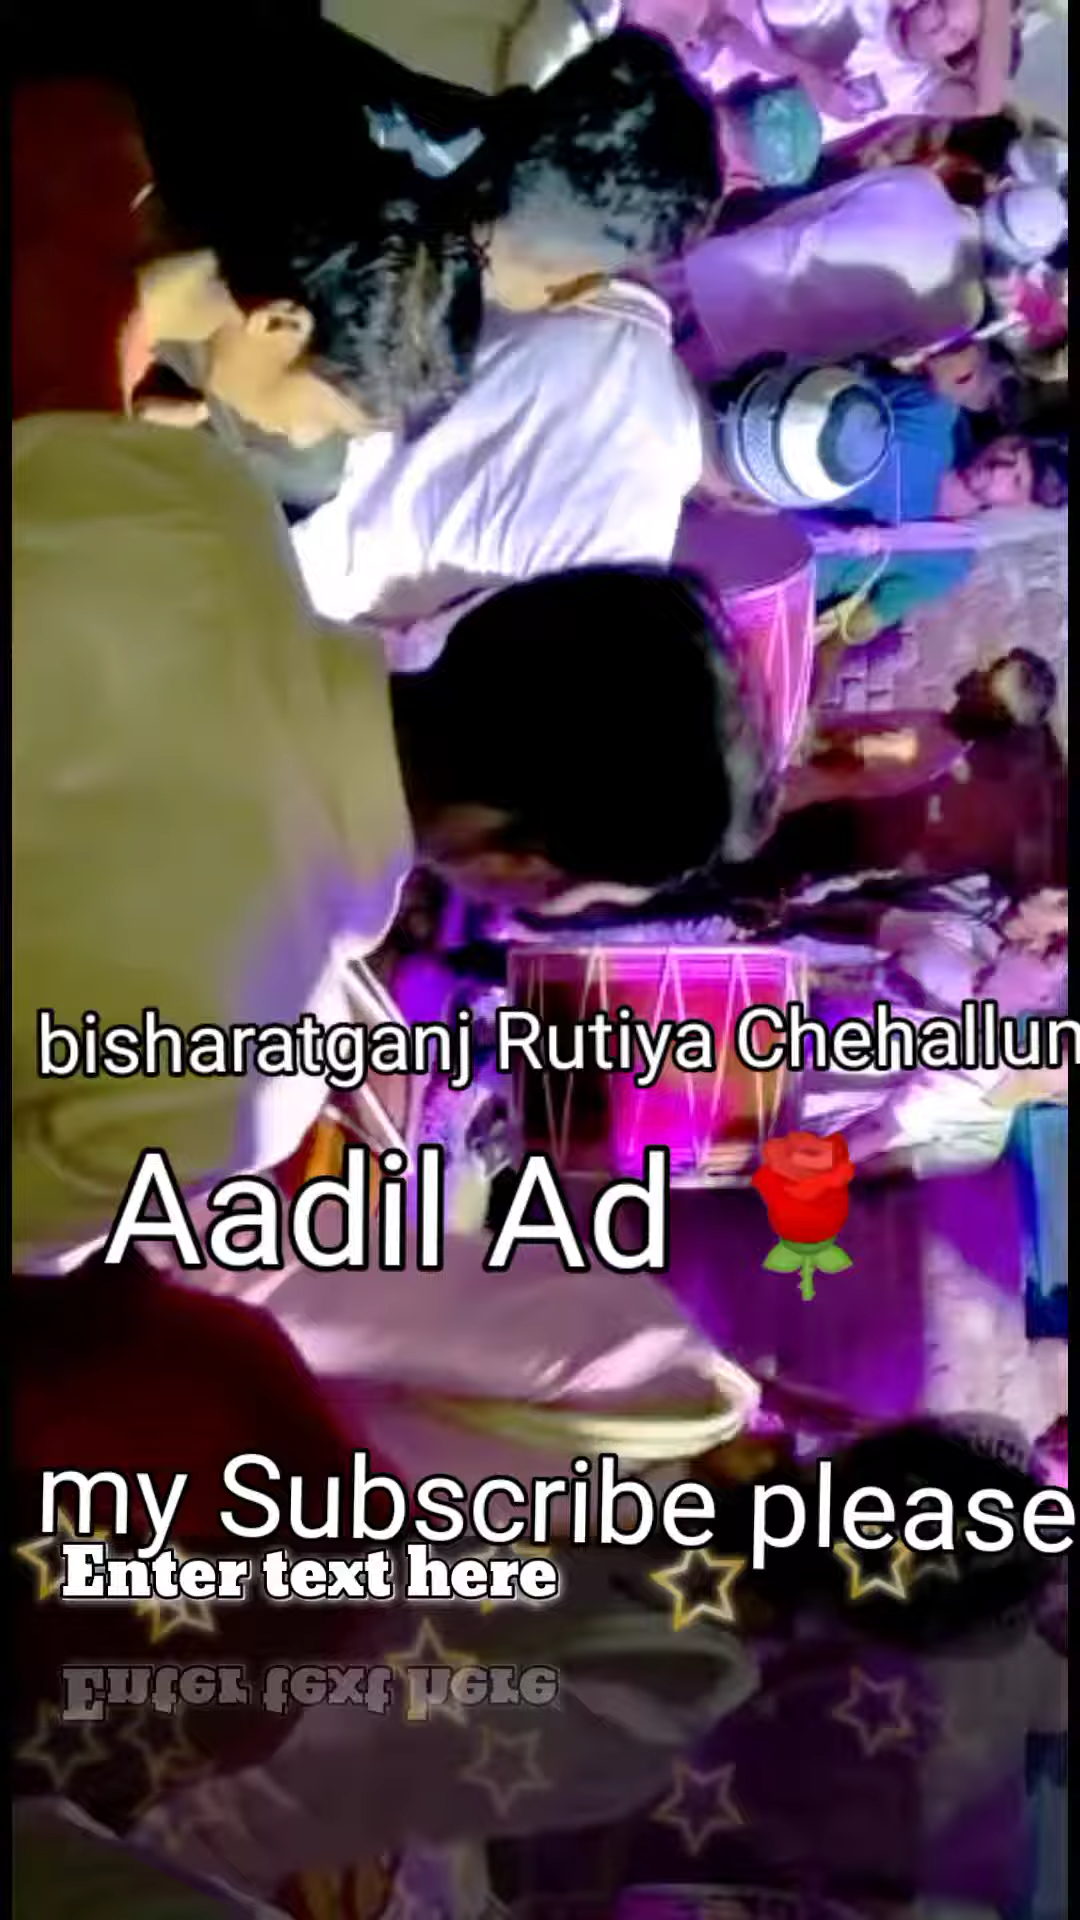 bisharatganj Rutiya Chehallun
Aadil Ad 🌹
my Subscribe please
Enter text here
Enter text here